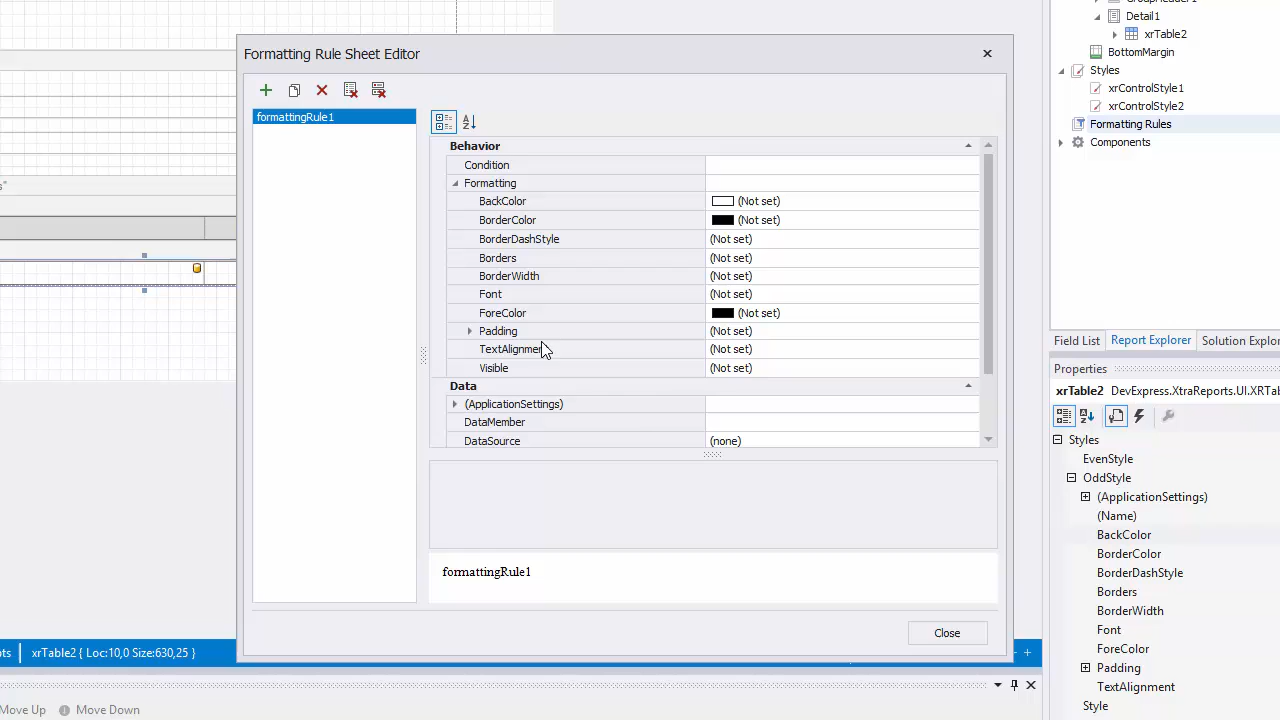 Formatting Rule Sheet Editor
formattingRule1
Behavior
Condition
Formatting
BackColor (Not set)
BorderColor (Not set)
BorderDashStyle (Not set)
Borders (Not set)
BorderWidth (Not set)
Font (Not set)
ForeColor (Not set)
Padding (Not set)
TextAlignment (Not set)
Visible (Not set)
Data
(ApplicationSettings)
DataMember
DataSource (none)
formattingRule1
Close
Detail1
xrTable2
BottomMargin
Styles
xrControlStyle1
xrControlStyle2
Formatting Rules
Components
Field List Report Explorer Solution Explor
Properties
xrTable2 DevExpress.XtraReports.UI.XRTa
Styles
EvenStyle
OddStyle
(ApplicationSettings)
(Name)
BackColor
BorderColor
BorderDashStyle
Borders
BorderWidth
Font
ForeColor
Padding
TextAlignment
Style
pts xrTable2 { Loc:10,0 Size:630,25 }
Move Up Move Down